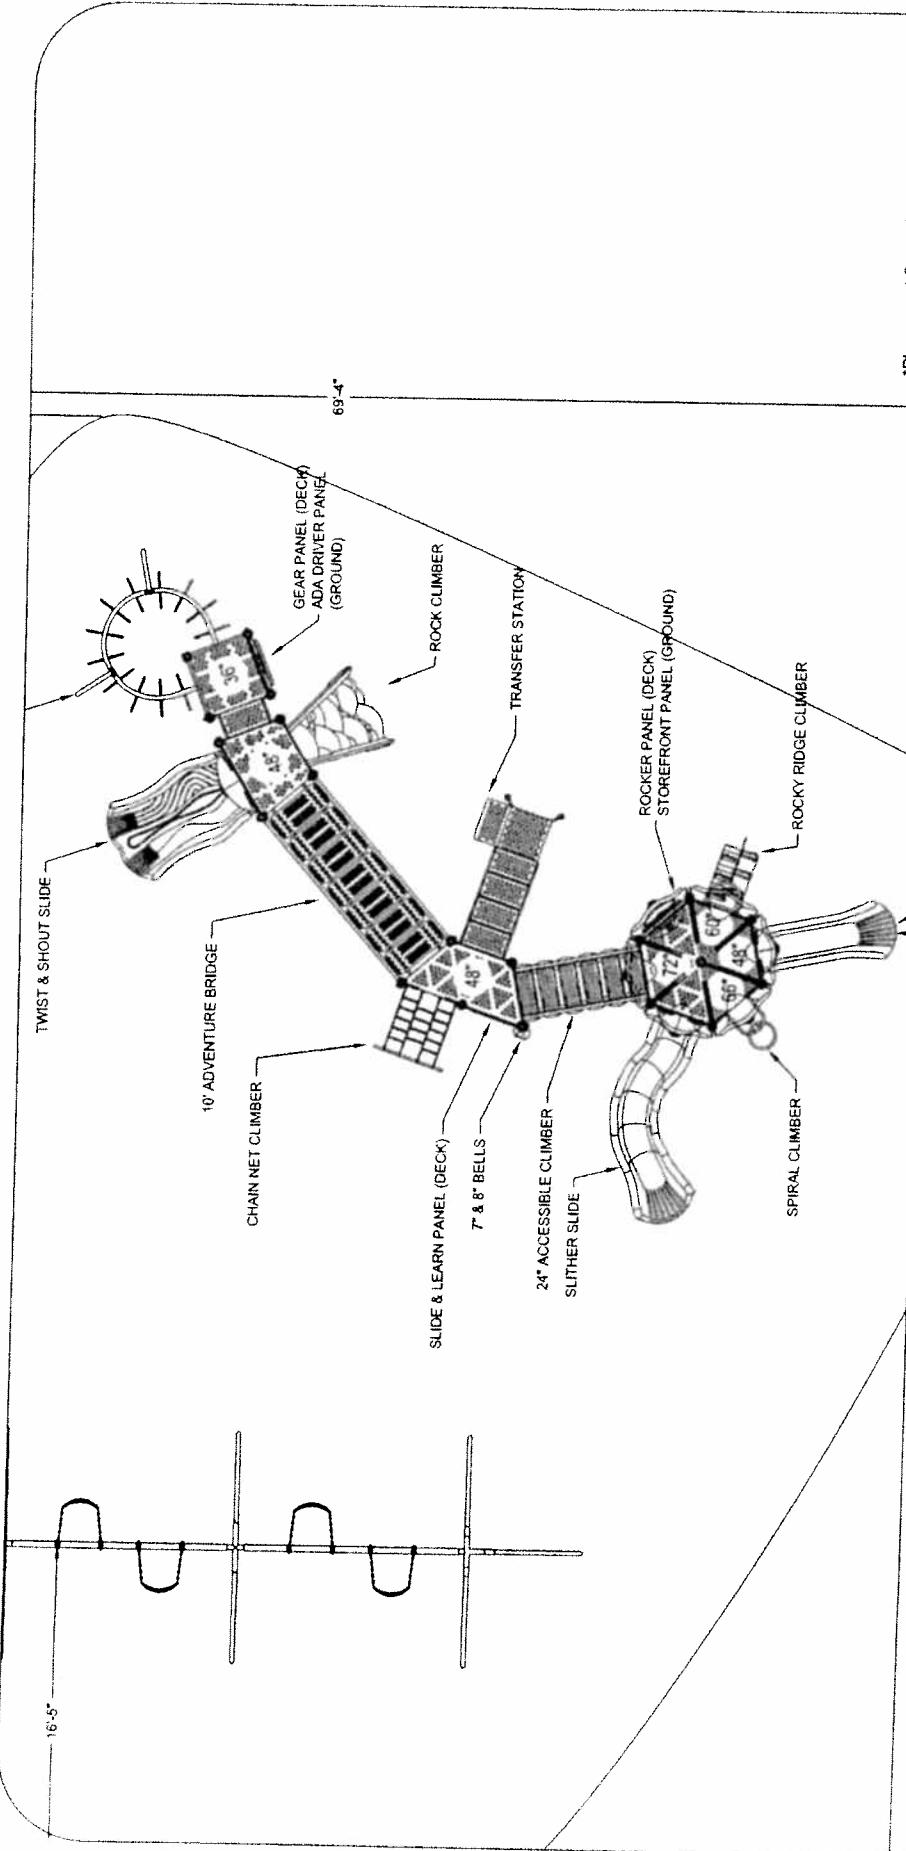 69'-4"
GEAR PANEL (DECK)
ADA DRIVER PANEL
(GROUND)
36"
ROCK CLIMBER
48"
TRANSFER STATION
TWIST & SHOUT SLIDE
ROCKER PANEL (DECK)
STOREFRONT PANEL (GROUND)
ROCKY RIDGE CLIMBER
10' ADVENTURE BRIDGE
48"
72"
60"
48"
66"
CHAIN NET CLIMBER
SLIDE & LEARN PANEL (DECK)
7" & 8" BELLS
24" ACCESSIBLE CLIMBER
SLITHER SLIDE
SPIRAL CLIMBER
16'-5"